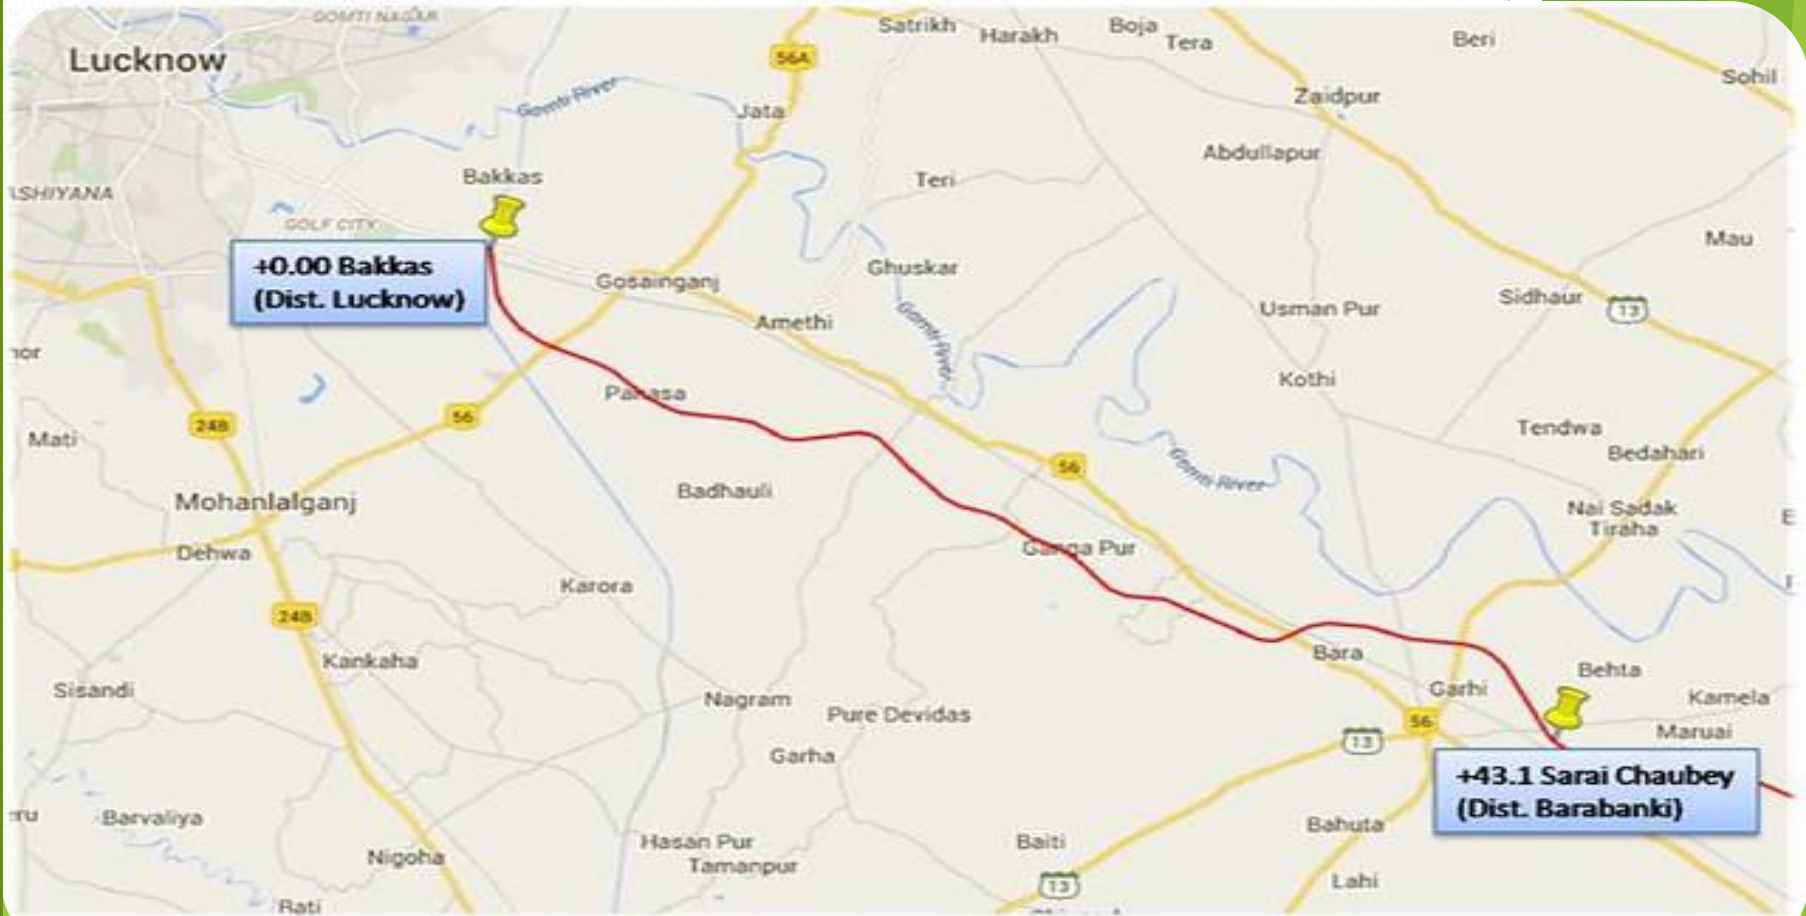 GOMTI NAGAR
Satrikh
Harakh
Boja
Tera
Beri
Lucknow
56A
Sohil
Gomti River
Zaidpur
Jata
Abdullapur
Bakkas
Teri
ASHIYANA
GOLF CITY
Mau
+0.00 Bakkas
(Dist. Lucknow)
Gosainganj
Ghuskar
Sidhaur
Usman Pur
13
Amethi
Gomti River
Kothi
Pahasa
56
24B
Mati
Tendwa
Bedahari
56
Gomti River
Badhauli
Mohanlalganj
Nai Sadak
Tiraha
Dehwa
Ganga Pur
Karora
24B
Bara
Kankaha
Behta
Sisandi
Garhi
Kamela
Nagram
Pure Devidas
56
Maruai
13
Garha
+43.1 Sarai Chaubey
(Dist. Barabanki)
Barvaliya
Bahuta
Hasan Pur
Baiti
Nigoha
Tamanpur
13
Lahi
Rati